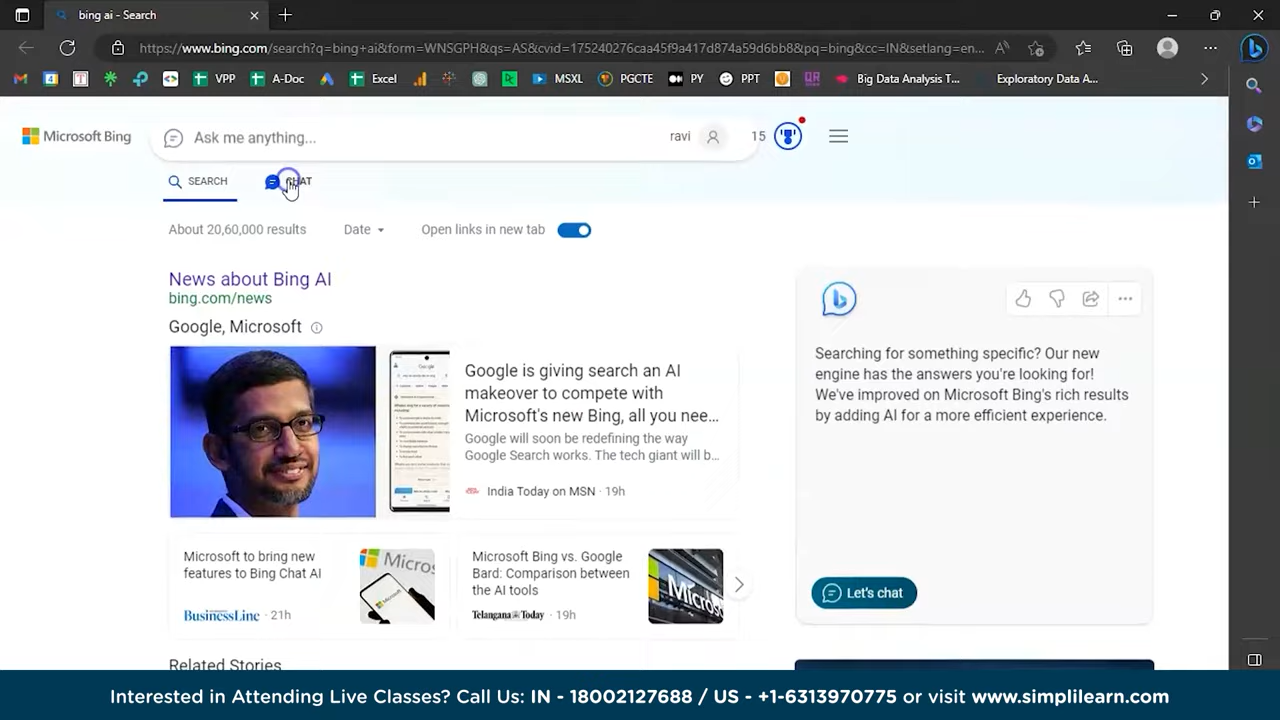 bing ai - Search
https://www.bing.com/search?q=bing+ai&form=WNSGPH&qs=AS&cvid=175240276caa45f9a417d874a59d6bb8&pq=bing&cc=IN&setlang=en...
VPP
A-Doc
Excel
MSXL
PGCTE
PY
PPT
Big Data Analysis T...
Exploratory Data A...
Microsoft Bing
Ask me anything...
ravi
15
SEARCH
CHAT
About 20,60,000 results
Date
Open links in new tab
News about Bing AI
bing.com/news
Google, Microsoft
Google is giving search an AI
makeover to compete with
Microsoft's new Bing, all you nee...
Google will soon be redefining the way
Google Search works. The tech giant will b...
India Today on MSN · 19h
Searching for something specific? Our new
engine has the answers you're looking for!
We've improved on Microsoft Bing's rich results
by adding AI for a more efficient experience.
Let's chat
Microsoft to bring new
features to Bing Chat AI
BusinessLine · 21h
Microsoft Bing vs. Google
Bard: Comparison between
the AI tools
Telangana Today · 19h
Related Stories
Interested in Attending Live Classes? Call Us: IN - 18002127688 / US - +1-6313970775 or visit www.simplilearn.com